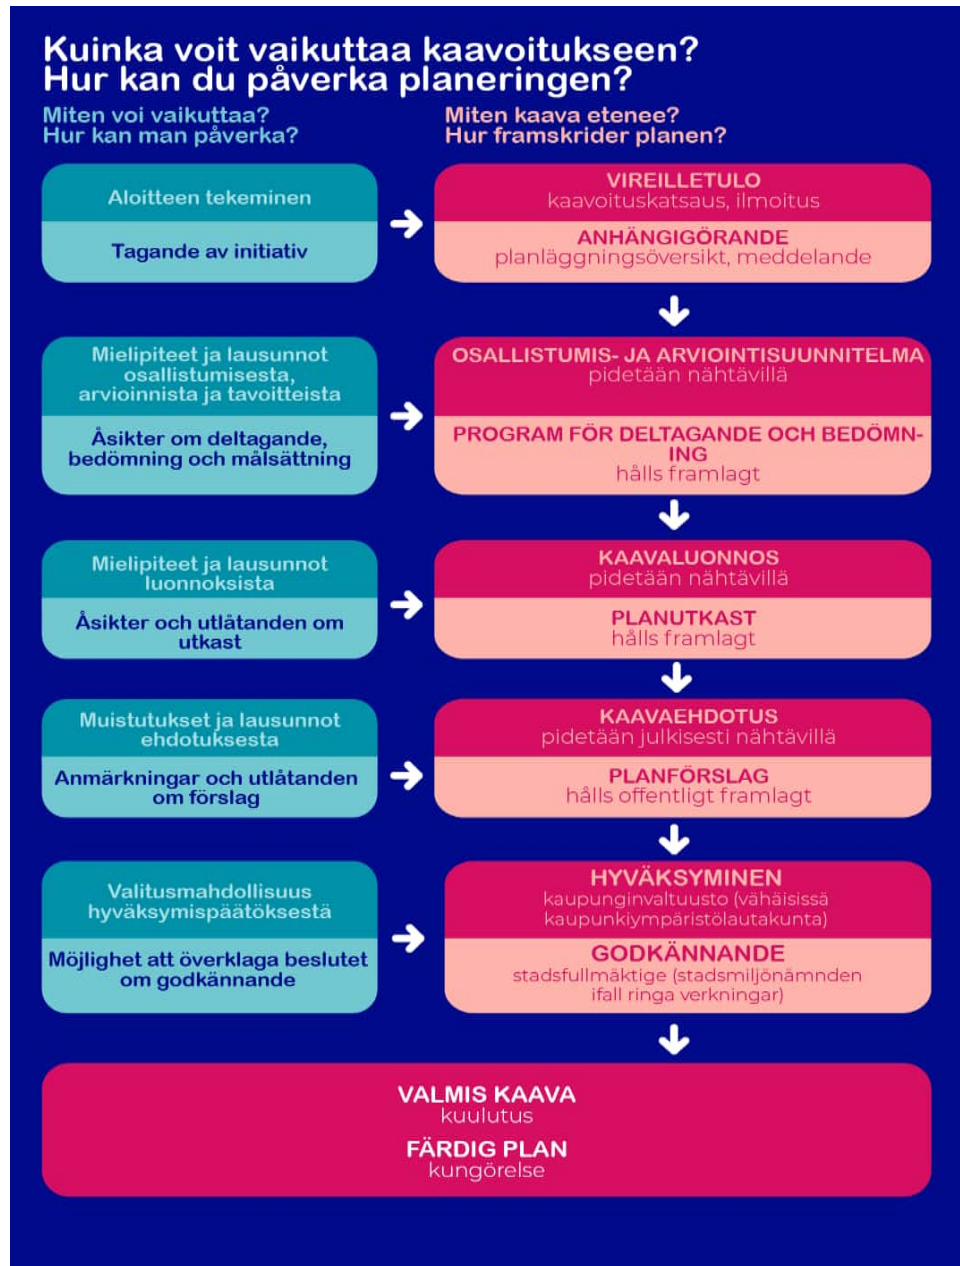 Kuinka voit vaikuttaa kaavoitukseen?
Hur kan du påverka planeringen?
Miten voi vaikuttaa?
Hur kan man påverka?
Miten kaava etenee?
Hur framskrider planen?
Aloitteen tekeminen
Tagande av initiativ
VIREILLETULO
kaavoituskatsaus, ilmoitus
ANHÄNGIGÖRANDE
planläggningsöversikt, meddelande
Mielipiteet ja lausunnot
osallistumisesta,
arvioinnista ja tavoitteista
Åsikter om deltagande,
bedömning och målsättning
OSALLISTUMIS- JA ARVIOINTISUUNNITELMA
pidetään nähtävillä
PROGRAM FÖR DELTAGANDE OCH BEDÖMN-
ING
hålls framlagt
Mielipiteet ja lausunnot
luonnoksista
Åsikter och utlåtanden om
utkast
KAAVALUONNOS
pidetään nähtävillä
PLANUTKAST
hålls framlagt
Muistutukset ja lausunnot
ehdotuksesta
Anmärkningar och utlåtanden
om förslag
KAAVAEHDOTUS
pidetään julkisesti nähtävillä
PLANFÖRSLAG
hålls offentligt framlagt
Valitusmahdollisuus
hyväksymispäätöksestä
Möjlighet att överklaga beslutet
om godkännande
HYVÄKSYMINEN
kaupunginvaltuusto (vähäisissä
kaupunkiympäristölautakunta)
GODKÄNNANDE
stadsfullmäktige (stadsmiljönämnden
ifall ringa verkningar)
VALMIS KAAVA
kuulutus
FÄRDIG PLAN
kungörelse